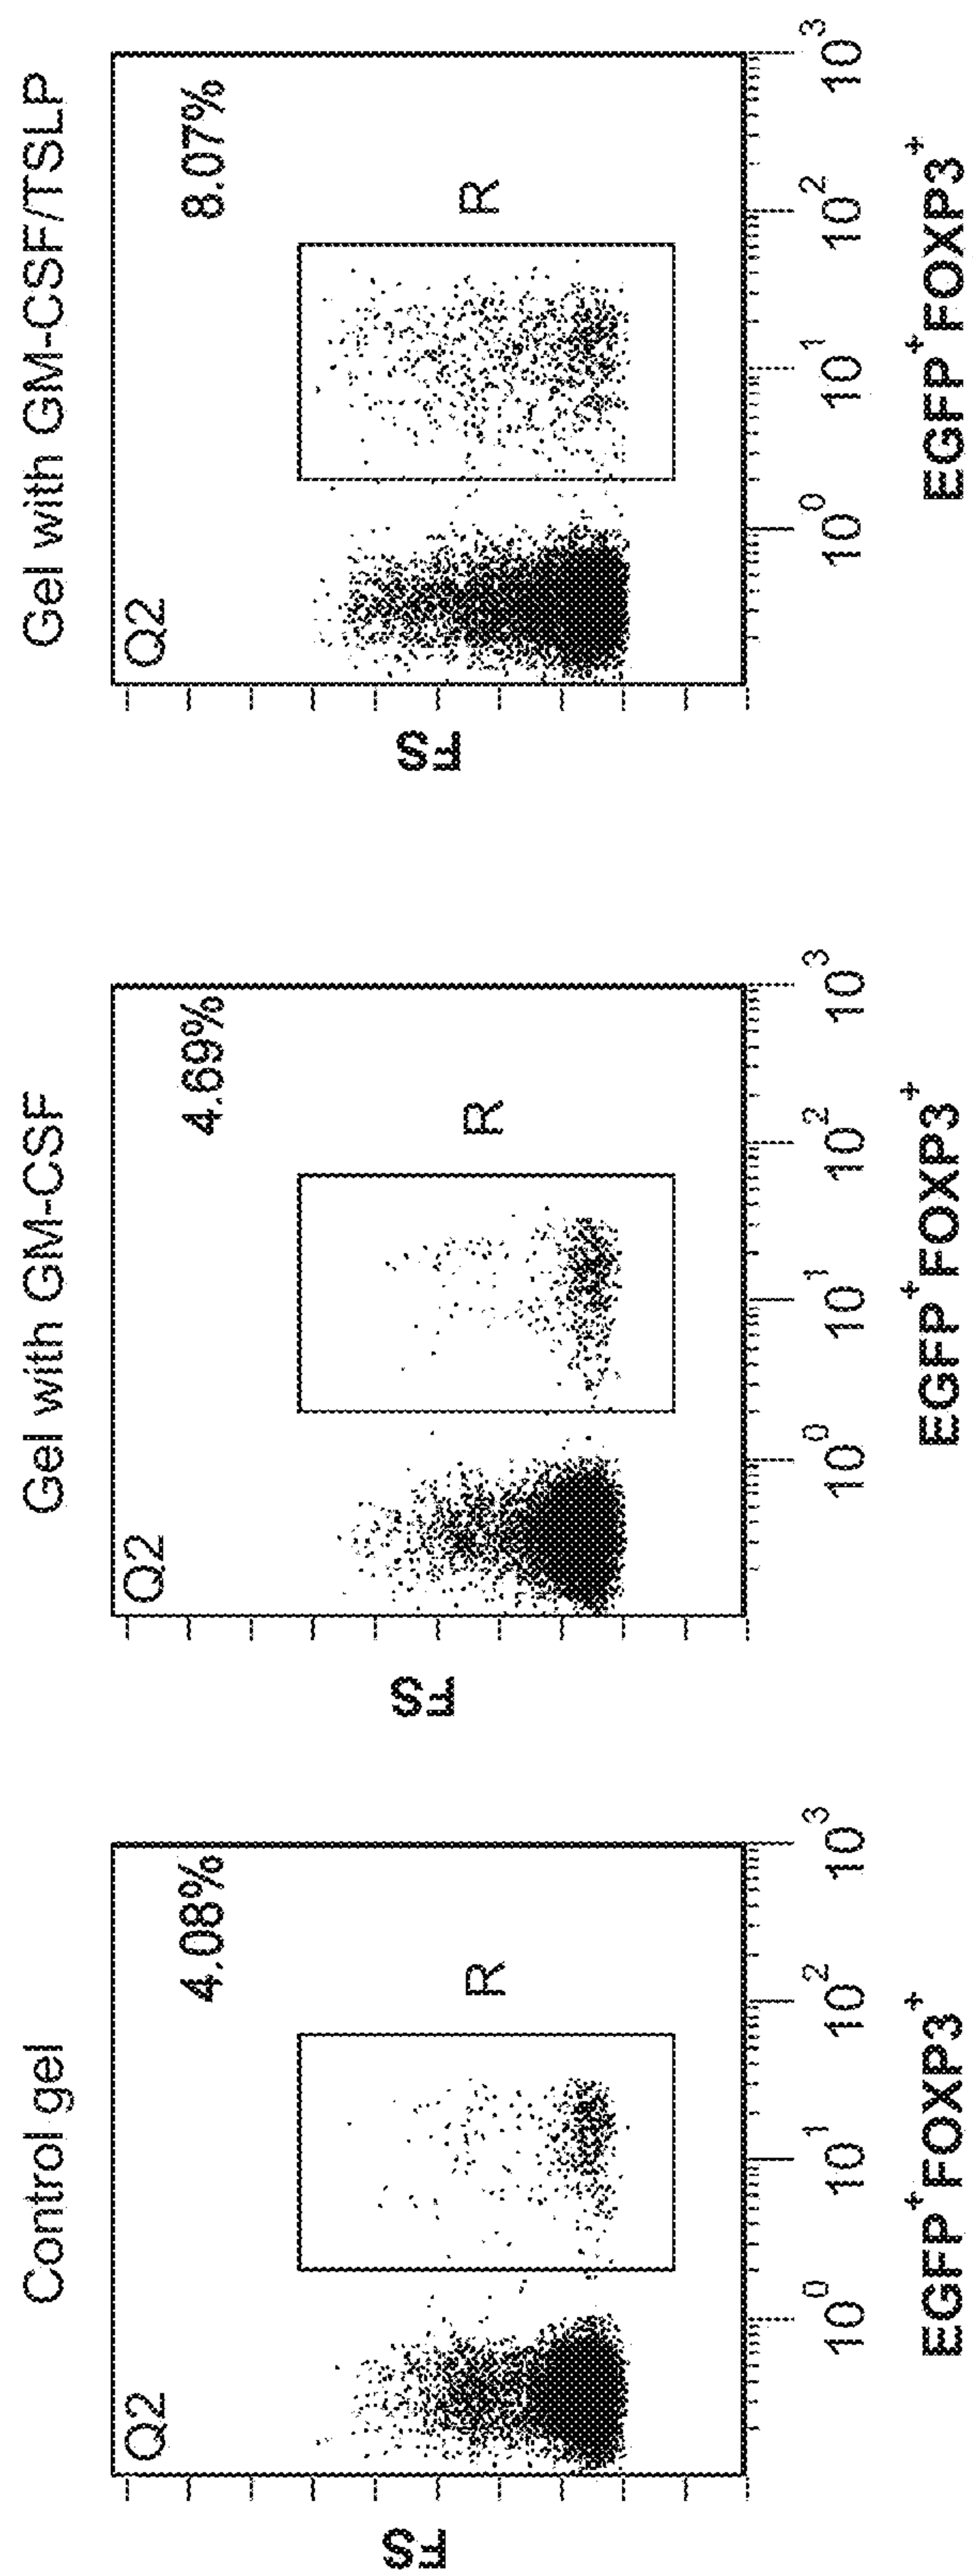 Control gel
Q2
4.08%
R
FS
10^0 10^1 10^2 10^3
EGFP^+FOXP3^+
Gel with GM-CSF
Q2
4.69%
R
FS
10^0 10^1 10^2 10^3
EGFP^+FOXP3^+
Gel with GM-CSF/TSLP
Q2
8.07%
R
FS
10^0 10^1 10^2 10^3
EGFP^+FOXP3^+